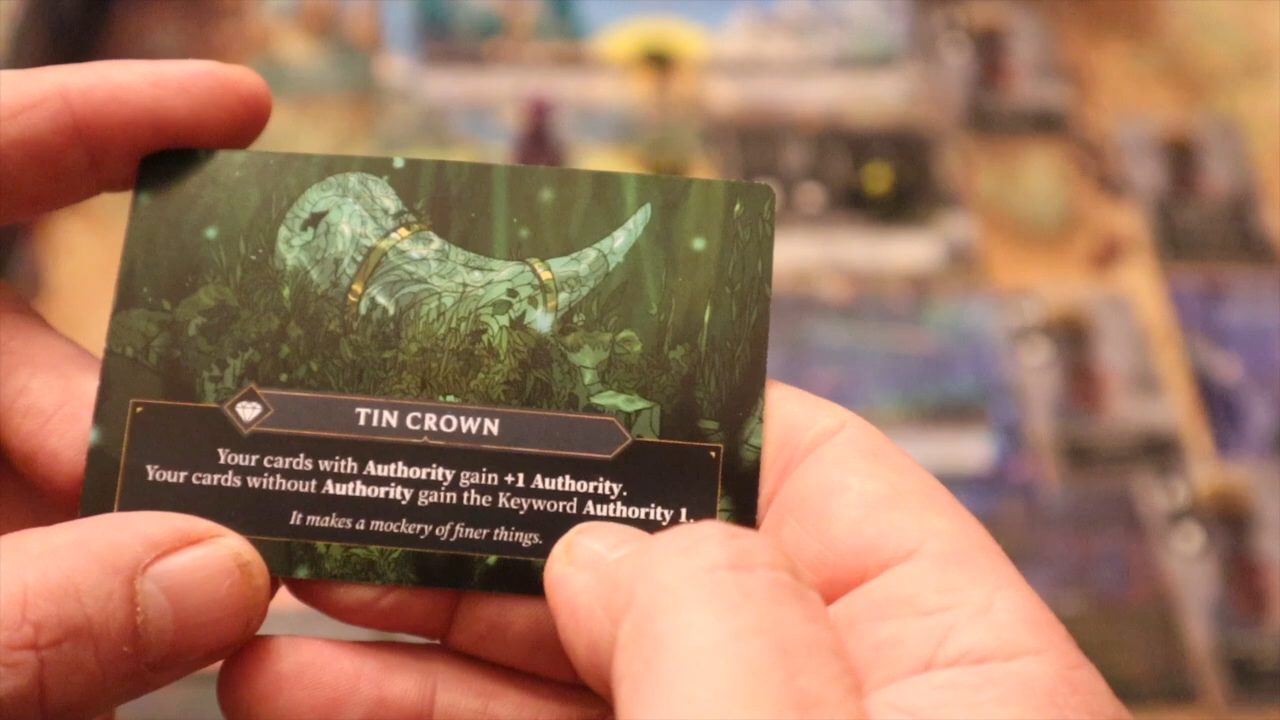 TIN CROWN
Your cards with Authority gain +1 Authority.
Your cards without Authority gain the Keyword Authority 1.
It makes a mockery of finer things.